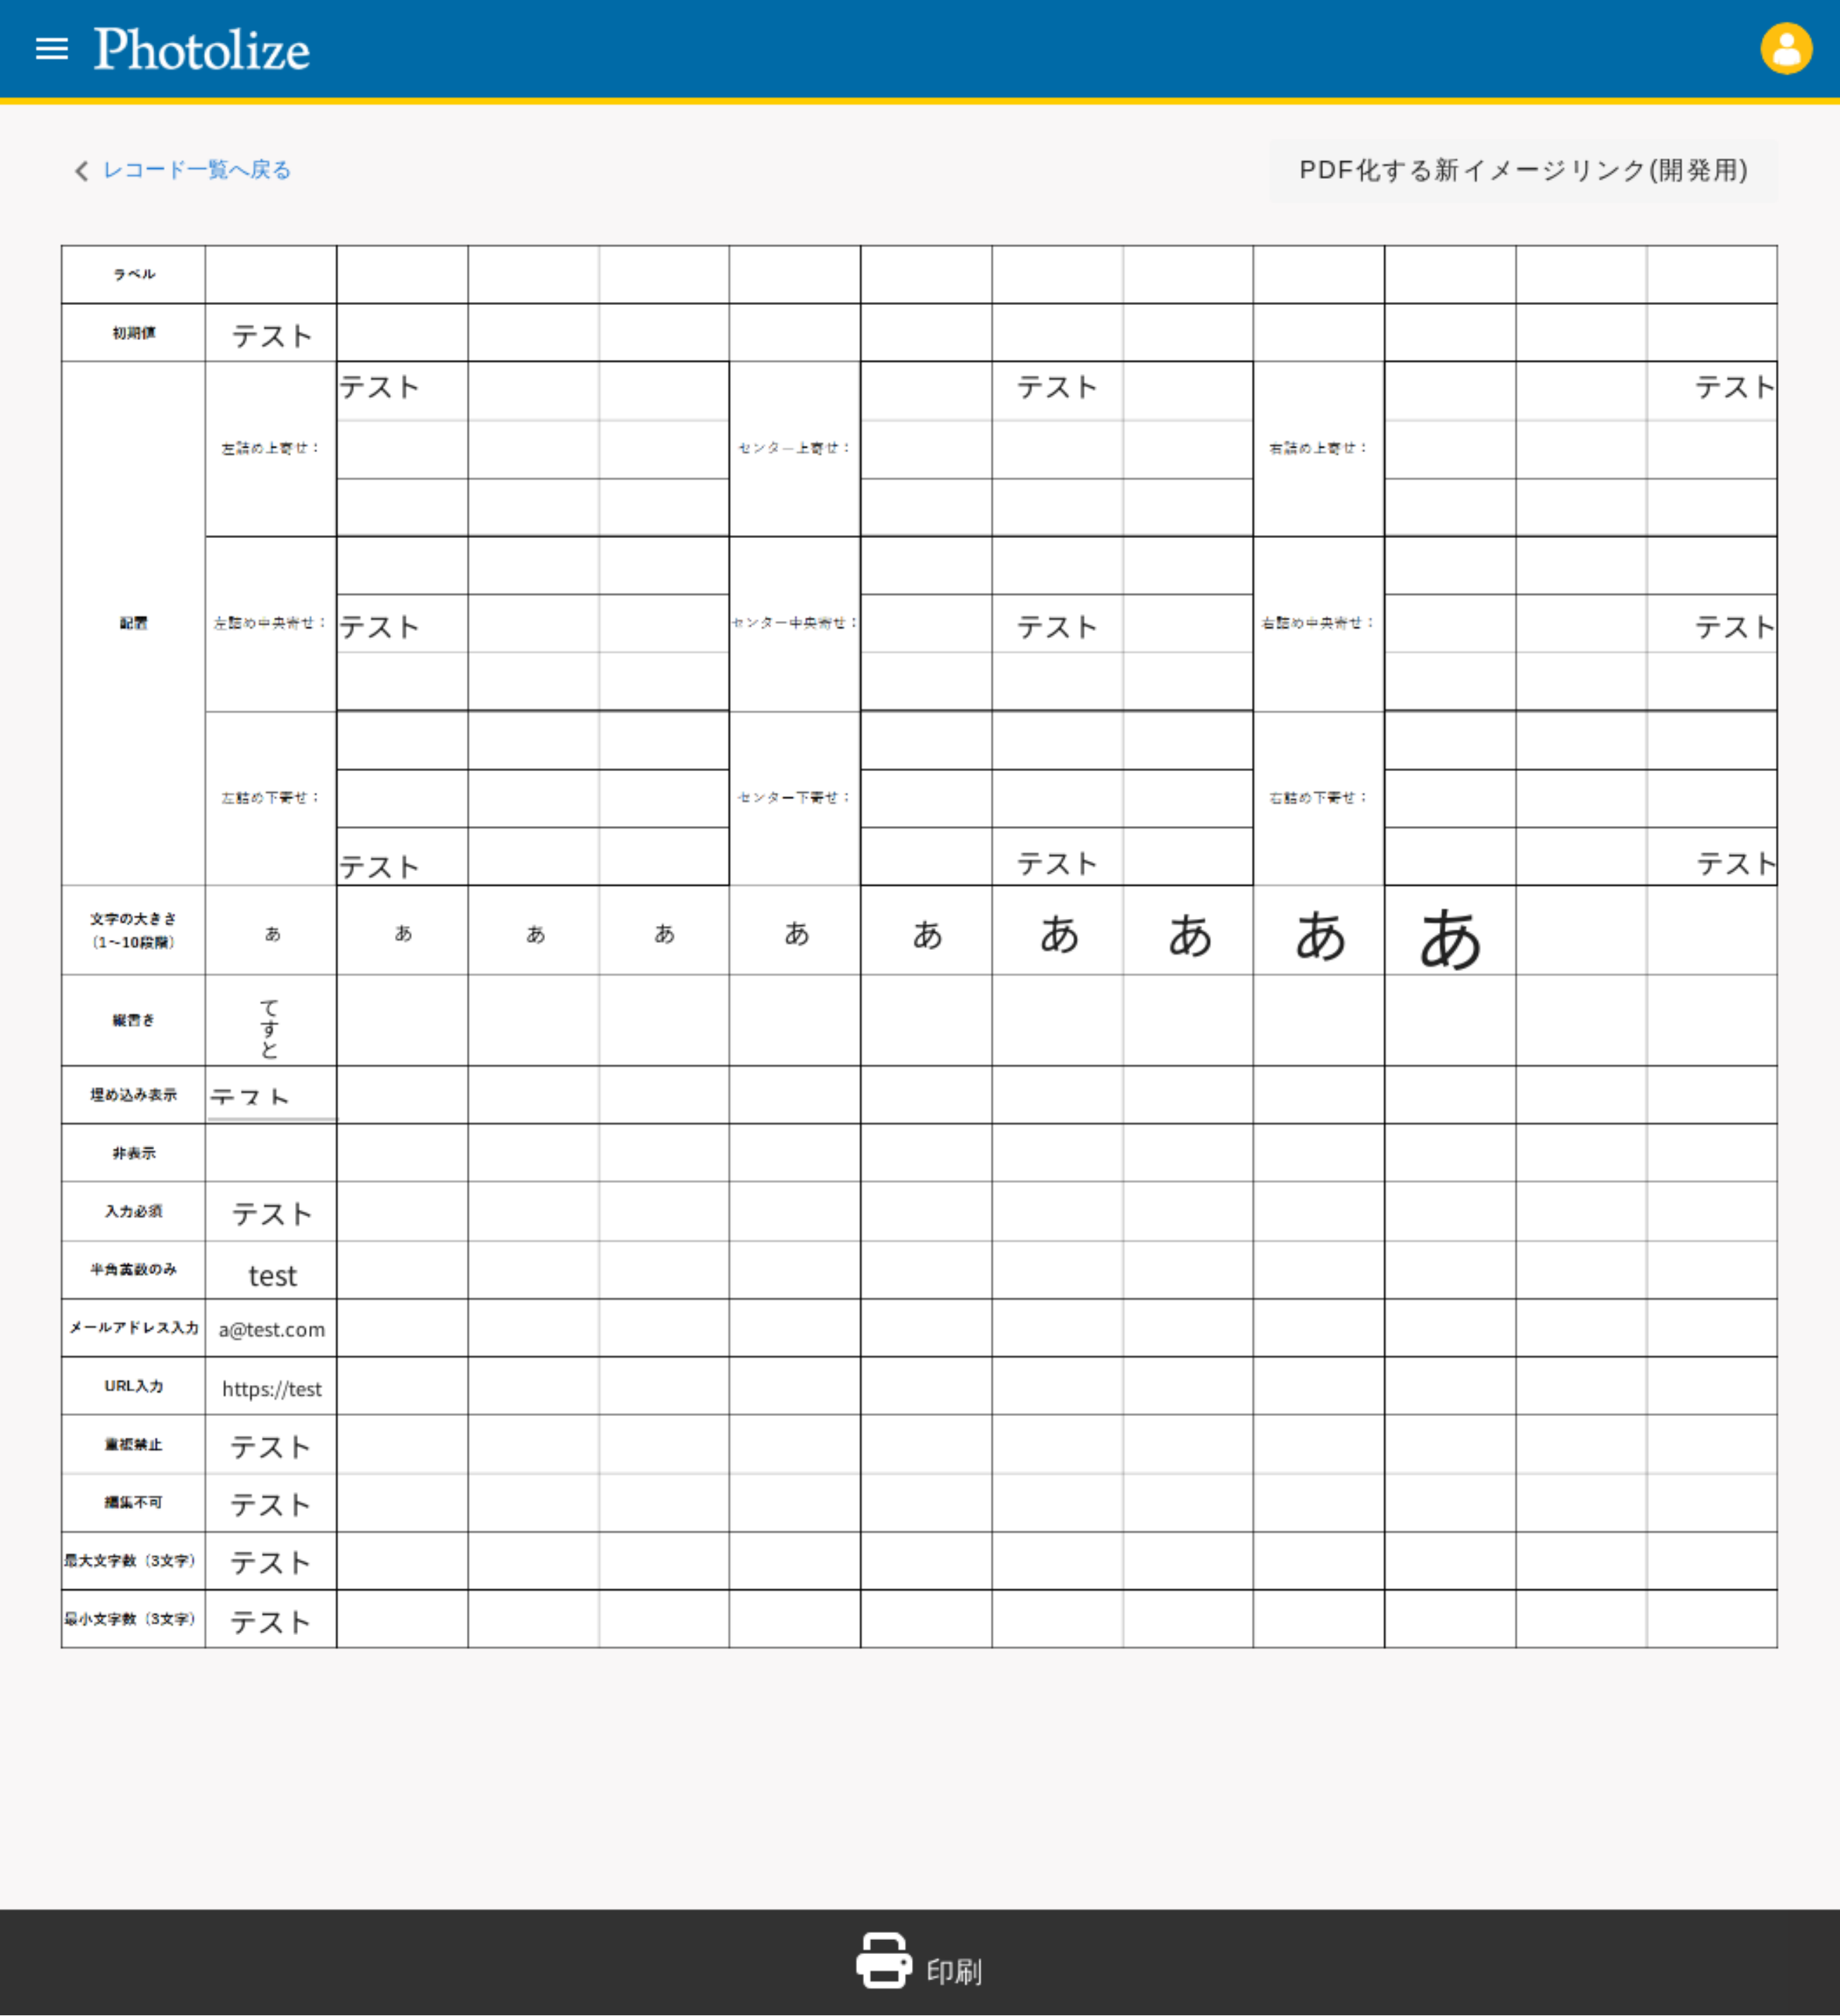 Photolize
レコード一覧へ戻る
PDF化する新イメージリンク(開発用)
ラベル
初期値 テスト
テスト テスト テスト
左詰め上寄せ： センター上寄せ： 右詰め上寄せ：
配置 左詰め中央寄せ： テスト センター中央寄せ： テスト 右詰め中央寄せ： テスト
左詰め下寄せ： センター下寄せ： 右詰め下寄せ：
テスト テスト テスト
文字の大きさ
（1〜10段階）
あ あ あ あ あ あ あ あ あ あ
縦書き てすと
埋め込み表示 テスト
非表示
入力必須 テスト
半角英数のみ test
メールアドレス入力 a@test.com
URL入力 https://test
重複禁止 テスト
編集不可 テスト
最大文字数（3文字） テスト
最小文字数（3文字） テスト
印刷